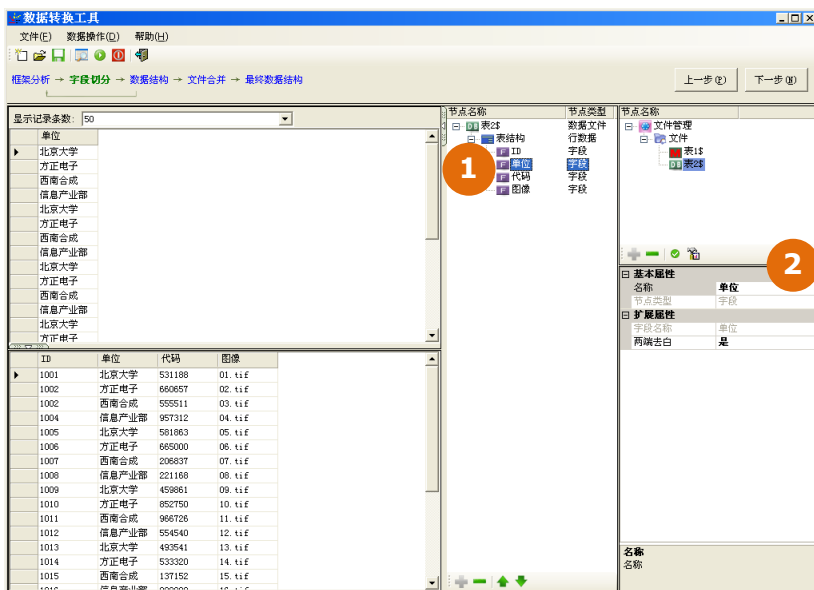 数据转换工具
文件(F) 数据操作(D) 帮助(H)
框架分析 → 字段切分 → 数据结构 → 文件合并 → 最终数据结构
上一步(P) 下一步(N)
显示记录条数: 50
单位
北京大学
方正电子
西南合成
信息产业部
北京大学
方正电子
西南合成
信息产业部
北京大学
方正电子
西南合成
信息产业部
北京大学
方正电子
ID 单位 代码 图像
1001 北京大学 531188 01.tif
1002 方正电子 660657 02.tif
1002 西南合成 555511 03.tif
1004 信息产业部 957312 04.tif
1005 北京大学 581863 05.tif
1006 方正电子 665000 06.tif
1007 西南合成 206837 07.tif
1008 信息产业部 221168 08.tif
1009 北京大学 459861 09.tif
1010 方正电子 852750 10.tif
1011 西南合成 966726 11.tif
1012 信息产业部 554540 12.tif
1013 北京大学 493541 13.tif
1014 方正电子 533320 14.tif
1015 西南合成 137152 15.tif
节点名称 节点类型
表2$ 数据文件
表结构 行数据
ID 字段
单位 字段
代码 字段
图像 字段
1
节点名称
文件管理
文件
表1$
表2$
2
基本属性
名称 单位
节点类型 字段
扩展属性
字段名称 单位
两端去白 是
名称
名称